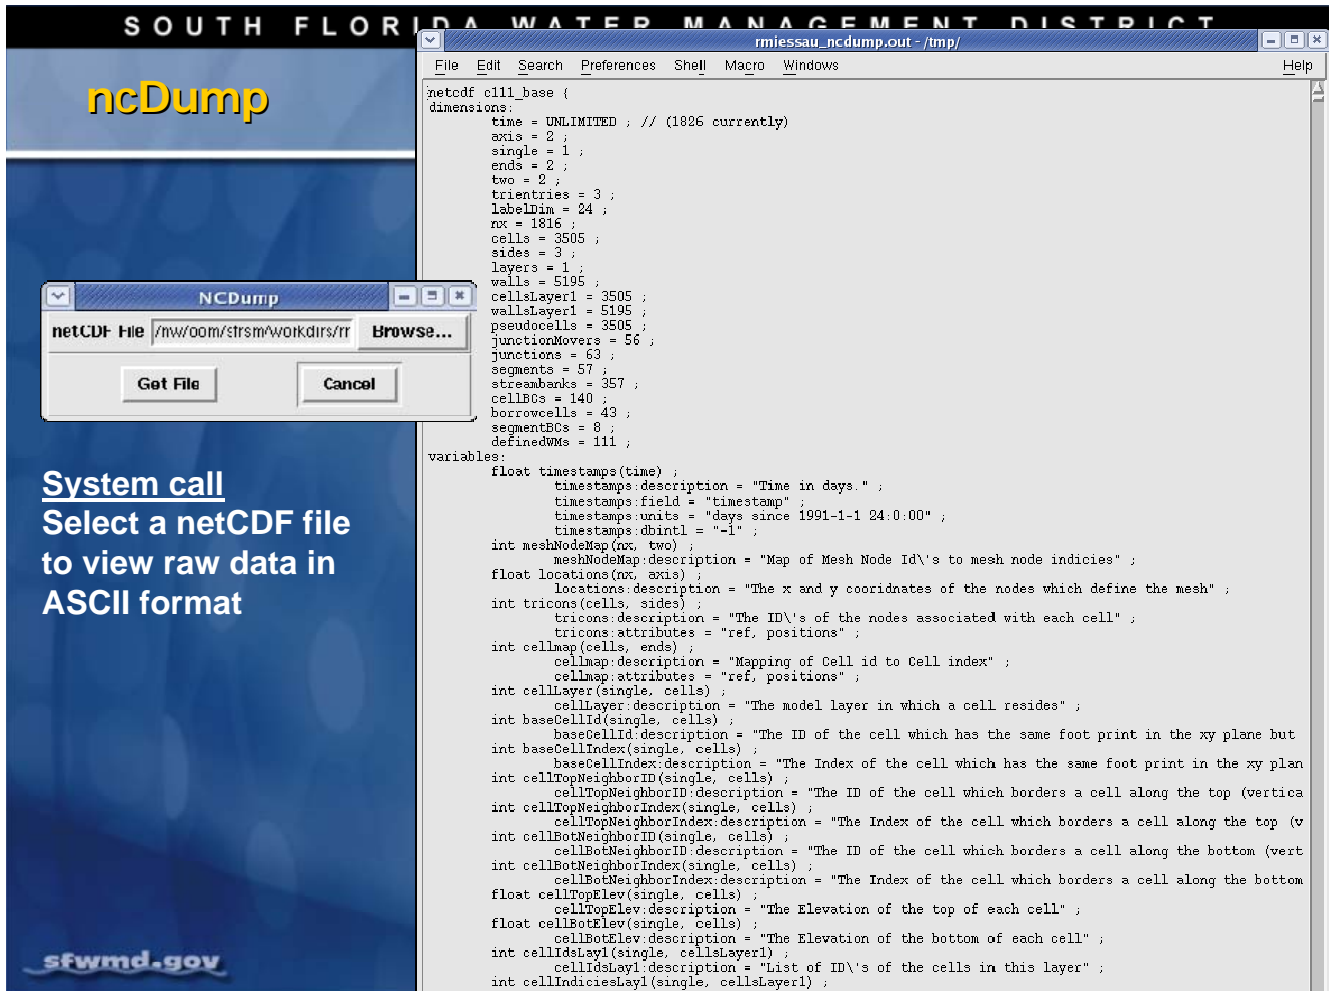 SOUTH FLORIDA WATER MANAGEMENT DISTRICT
ncDump
rmiessau_ncdump.out - /tmp/
File Edit Search Preferences Shell Macro Windows Help
netcdf c111_base {
dimensions:
time = UNLIMITED ; // (1826 currently)
axis = 2 ;
single = 1 ;
ends = 2 ;
two = 2 ;
trientries = 3 ;
labelDim = 24 ;
nx = 1816 ;
cells = 3505 ;
sides = 3 ;
layers = 1 ;
walls = 5195 ;
cellsLayer1 = 3505 ;
wallsLayer1 = 5195 ;
pseudocells = 3505 ;
junctionMovers = 56 ;
junctions = 63 ;
segments = 57 ;
streambanks = 357 ;
cellBCs = 140 ;
borrowcells = 43 ;
segmentBCs = 8 ;
definedWMs = 111 ;
variables:
float timestamps(time) ;
timestamps:description = "Time in days." ;
timestamps:field = "timestamp" ;
timestamps:units = "days since 1991-1-1 24:0:00" ;
timestamps:dbintl = "-1" ;
int meshNodeMap(nx, two) ;
meshNodeMap:description = "Map of Mesh Node Id\'s to mesh node indicies" ;
float locations(nx, axis) ;
locations:description = "The x and y cooridnates of the nodes which define the mesh" ;
int tricons(cells, sides) ;
tricons:description = "The ID\'s of the nodes associated with each cell" ;
tricons:attributes = "ref, positions" ;
int cellmap(cells, ends) ;
cellmap:description = "Mapping of Cell id to Cell index" ;
cellmap:attributes = "ref, positions" ;
int cellLayer(single, cells) ;
cellLayer:description = "The model layer in which a cell resides" ;
int baseCellId(single, cells) ;
baseCellId:description = "The ID of the cell which has the same foot print in the xy plane but
int baseCellIndex(single, cells) ;
baseCellIndex:description = "The Index of the cell which has the same foot print in the xy plan
int cellTopNeighborID(single, cells) ;
cellTopNeighborID:description = "The ID of the cell which borders a cell along the top (vertica
int cellTopNeighborIndex(single, cells) ;
cellTopNeighborIndex:description = "The Index of the cell which borders a cell along the top (v
int cellBotNeighborID(single, cells) ;
cellBotNeighborID:description = "The ID of the cell which borders a cell along the bottom (vert
int cellBotNeighborIndex(single, cells) ;
cellBotNeighborIndex:description = "The Index of the cell which borders a cell along the bottom
float cellTopElev(single, cells) ;
cellTopElev:description = "The Elevation of the top of each cell" ;
float cellBotElev(single, cells) ;
cellBotElev:description = "The Elevation of the bottom of each cell" ;
int cellIdsLay1(single, cellsLayer1) ;
cellIdsLay1:description = "List of ID\'s of the cells in this layer" ;
int cellIndiciesLay1(single, cellsLayer1) ;
NCDump
netCDF File /nw/oom/strsm/workdirs/rr Browse...
Get File Cancel
System call
Select a netCDF file
to view raw data in
ASCII format
sfwmd.gov